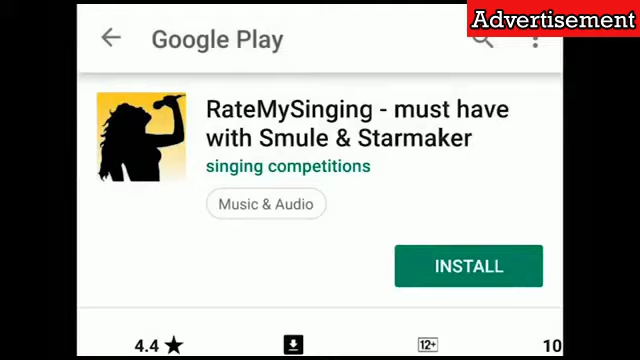 Advertisement
Google Play
RateMySinging - must have
with Smule & Starmaker
singing competitions
Music & Audio
INSTALL
4.4★ 12+ 10